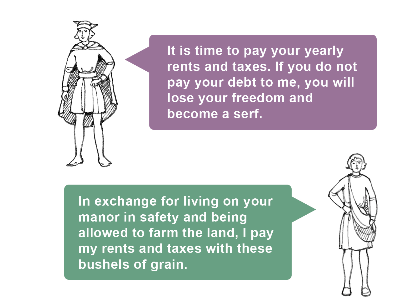 It is time to pay your yearly
rents and taxes. If you do not
pay your debt to me, you will
lose your freedom and
become a serf.
In exchange for living on your
manor in safety and being
allowed to farm the land, I pay
my rents and taxes with these
bushels of grain.